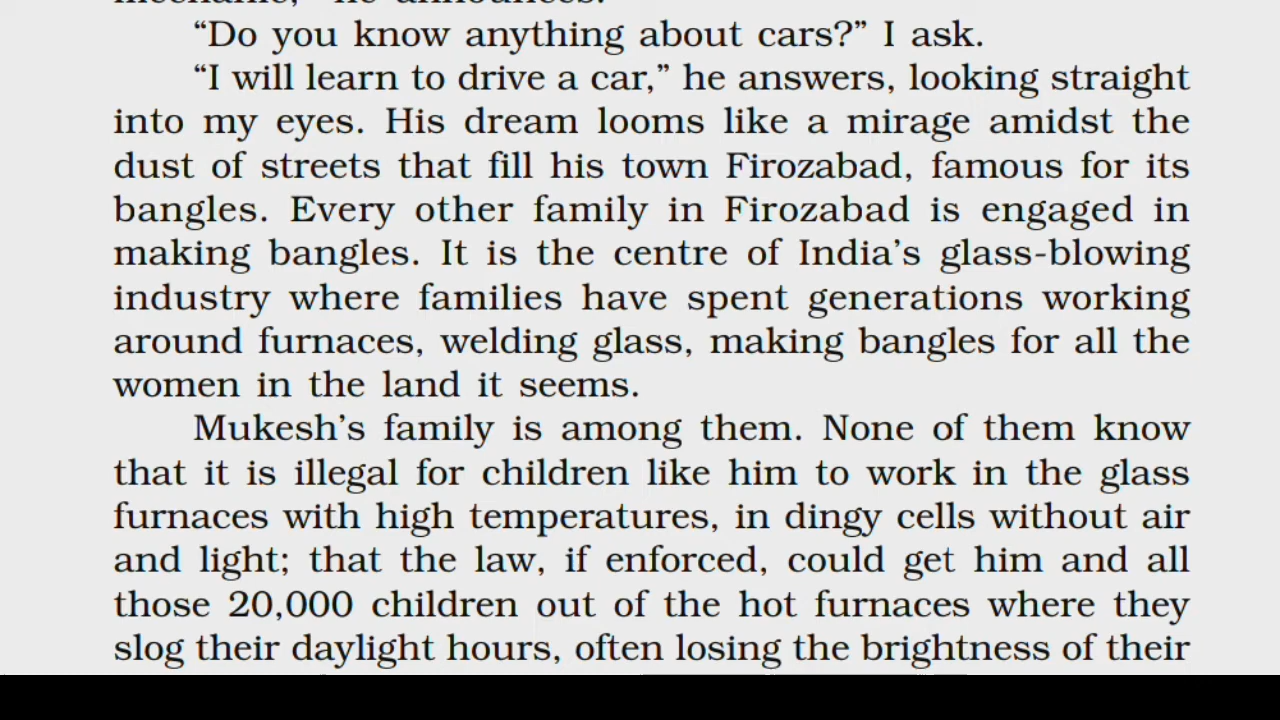 mechanic,” he announces.
“Do you know anything about cars?” I ask.
“I will learn to drive a car,” he answers, looking straight
into my eyes. His dream looms like a mirage amidst the
dust of streets that fill his town Firozabad, famous for its
bangles. Every other family in Firozabad is engaged in
making bangles. It is the centre of India’s glass-blowing
industry where families have spent generations working
around furnaces, welding glass, making bangles for all the
women in the land it seems.
Mukesh’s family is among them. None of them know
that it is illegal for children like him to work in the glass
furnaces with high temperatures, in dingy cells without air
and light; that the law, if enforced, could get him and all
those 20,000 children out of the hot furnaces where they
slog their daylight hours, often losing the brightness of their